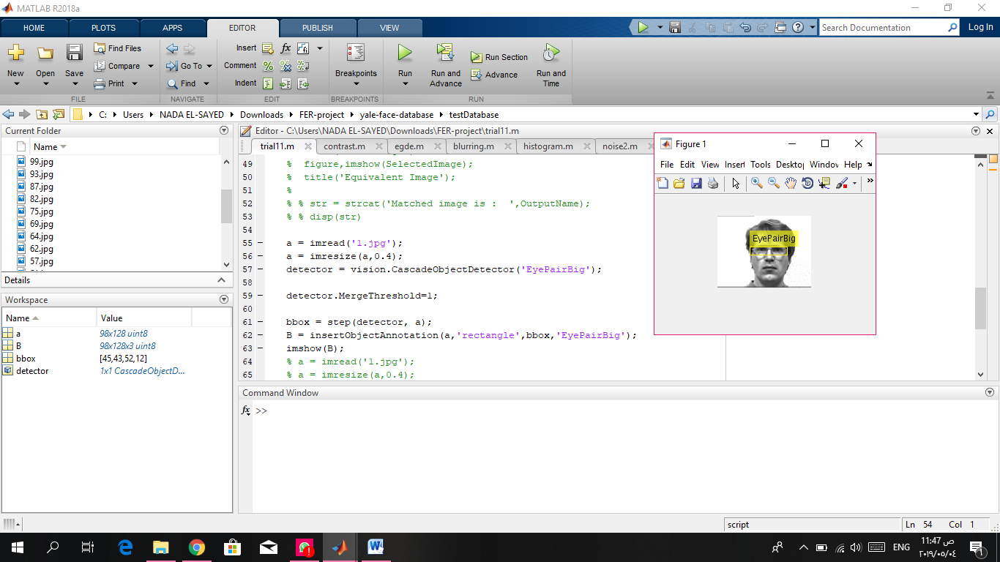 MATLAB R2018a
HOME PLOTS APPS EDITOR PUBLISH VIEW Search Documentation Log In
New Open Save Find Files Compare Print Go To Find Insert fx Comment Indent Breakpoints Run Run and Advance Run Section Advance Run and Time
FILE NAVIGATE EDIT BREAKPOINTS RUN
C: Users NADA EL-SAYED Downloads FER-project yale-face-database testDatabase
Current Folder
Name
99.jpg
93.jpg
87.jpg
82.jpg
75.jpg
69.jpg
64.jpg
62.jpg
57.jpg
Details
Workspace
Name Value
a 98x128 uint8
B 98x128x3 uint8
bbox [45,43,52,12]
detector 1x1 CascadeObjectD...
Editor - C:\Users\NADA EL-SAYED\Downloads\FER-project\trial11.m
trial11.m contrast.m egde.m blurring.m histogram.m noise2.m
49 % figure,imshow(SelectedImage);
50 % title('Equivalent Image');
51 %
52 % % str = strcat('Matched image is :  ',OutputName);
53 % % disp(str)
54
55 – a = imread('1.jpg');
56 – a = imresize(a,0.4);
57 – detector = vision.CascadeObjectDetector('EyePairBig');
58
59 – detector.MergeThreshold=1;
60
61 – bbox = step(detector, a);
62 – B = insertObjectAnnotation(a,'rectangle',bbox,'EyePairBig');
63 – imshow(B);
64 % a = imread('1.jpg');
65 % a = imresize(a,0.4);
Figure 1
File Edit View Insert Tools Desktop Window Help
EyePairBig
Command Window
fx >>
script Ln 54 Col 1
ENG 11:47 ص
٢٠١٩/٠٥/٠٤
1